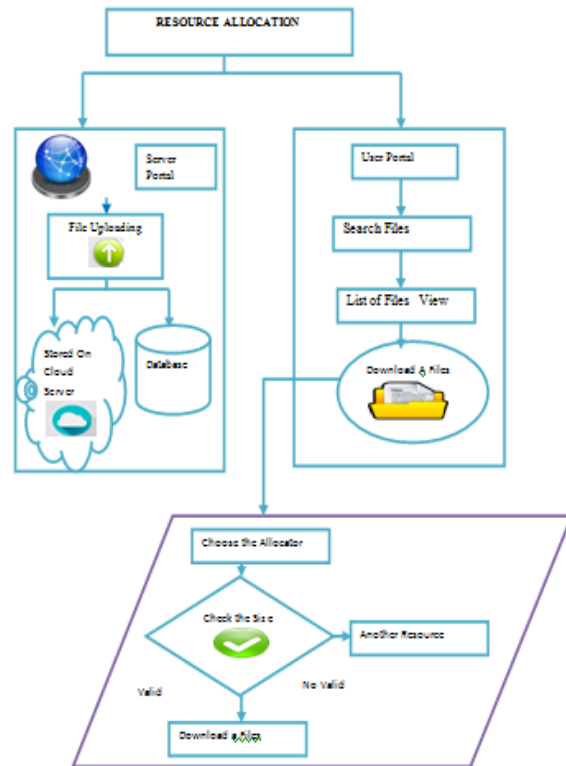 RESOURCE ALLOCATION
Server
Portal
File Uploading
Stored On
Cloud
Server
Database
User Portal
Search Files
List of Files View
Download A Files
Choose the Allocator
Check the Size
Another Resource
Valid
No Valid
Download a Files